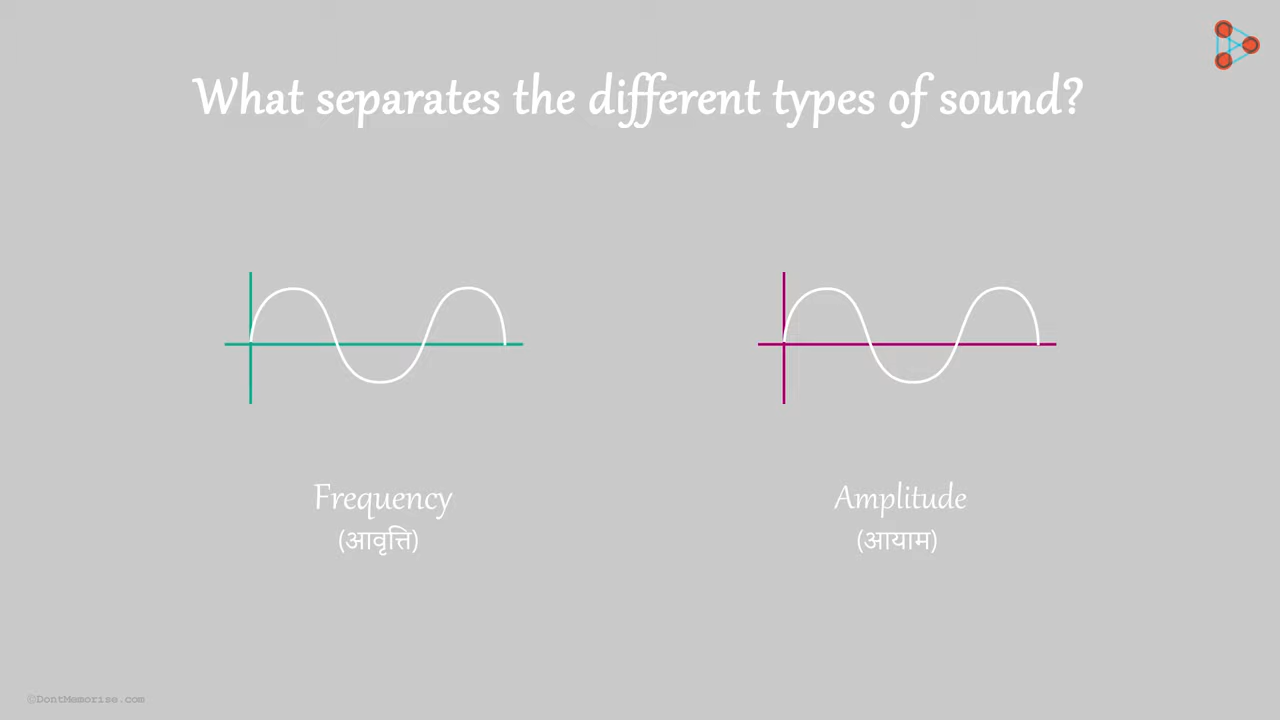 What separates the different types of sound?
Frequency
(आवृत्ति)
Amplitude
(आयाम)
©DontMemorise.com